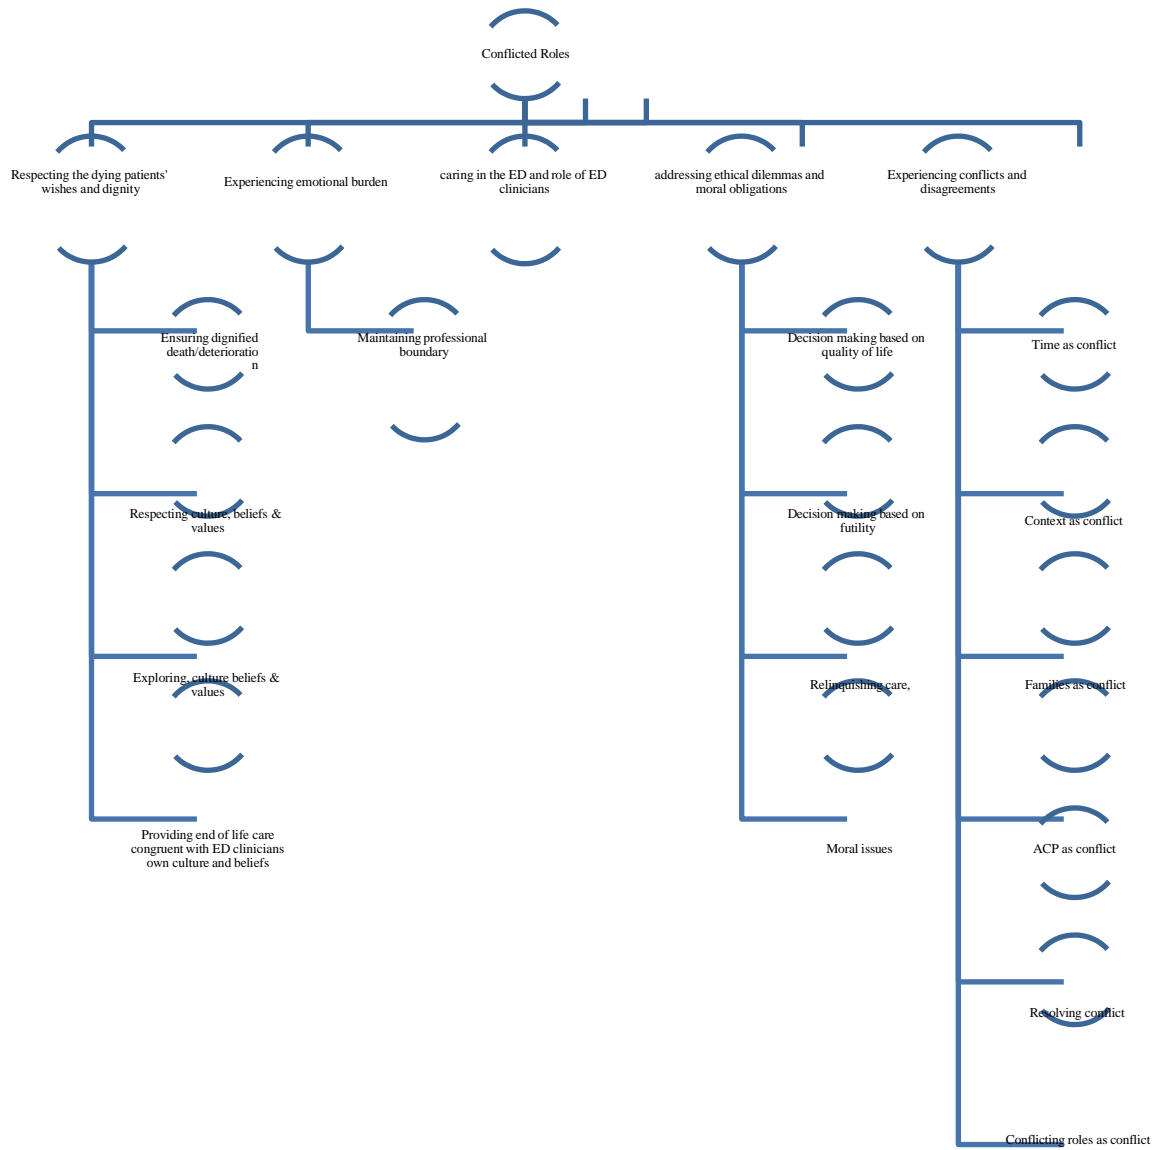 Conflicted Roles
Respecting the dying patients'
wishes and dignity
Experiencing emotional burden
caring in the ED and role of ED
clinicians
addressing ethical dilemmas and
moral obligations
Experiencing conflicts and
disagreements
Ensuring dignified
death/deterioratio
n
Respecting culture, beliefs &
values
Exploring, culture beliefs &
values
Providing end of life care
congruent with ED clinicians
own culture and beliefs
Maintaining professional
boundary
Decision making based on
quality of life
Decision making based on
futility
Relinquishing care,
Moral issues
Time as conflict
Context as conflict
Families as conflict
ACP as conflict
Resolving conflict
Conflicting roles as conflict